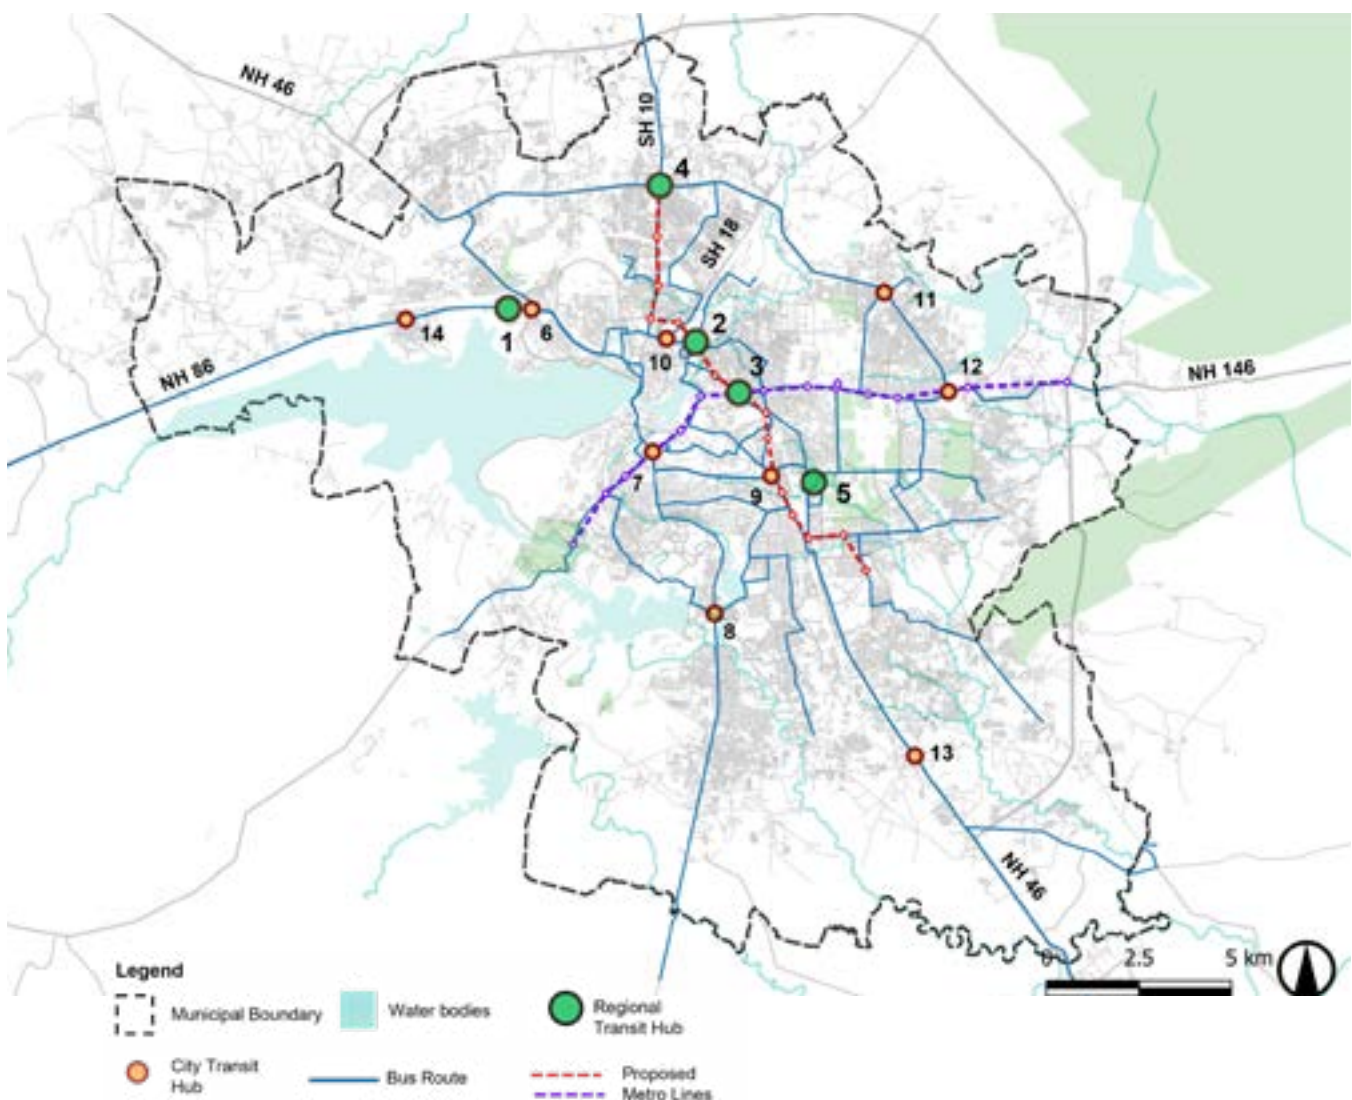 NH 46
SH 10
4
SH 18
11
14
1
6
10
2
3
12
NH 86
NH 146
7
9
5
8
13
NH 46
0 2.5 5 km
Legend
Municipal Boundary
Water bodies
Regional
Transit Hub
City Transit
Hub
Bus Route
Proposed
Metro Lines